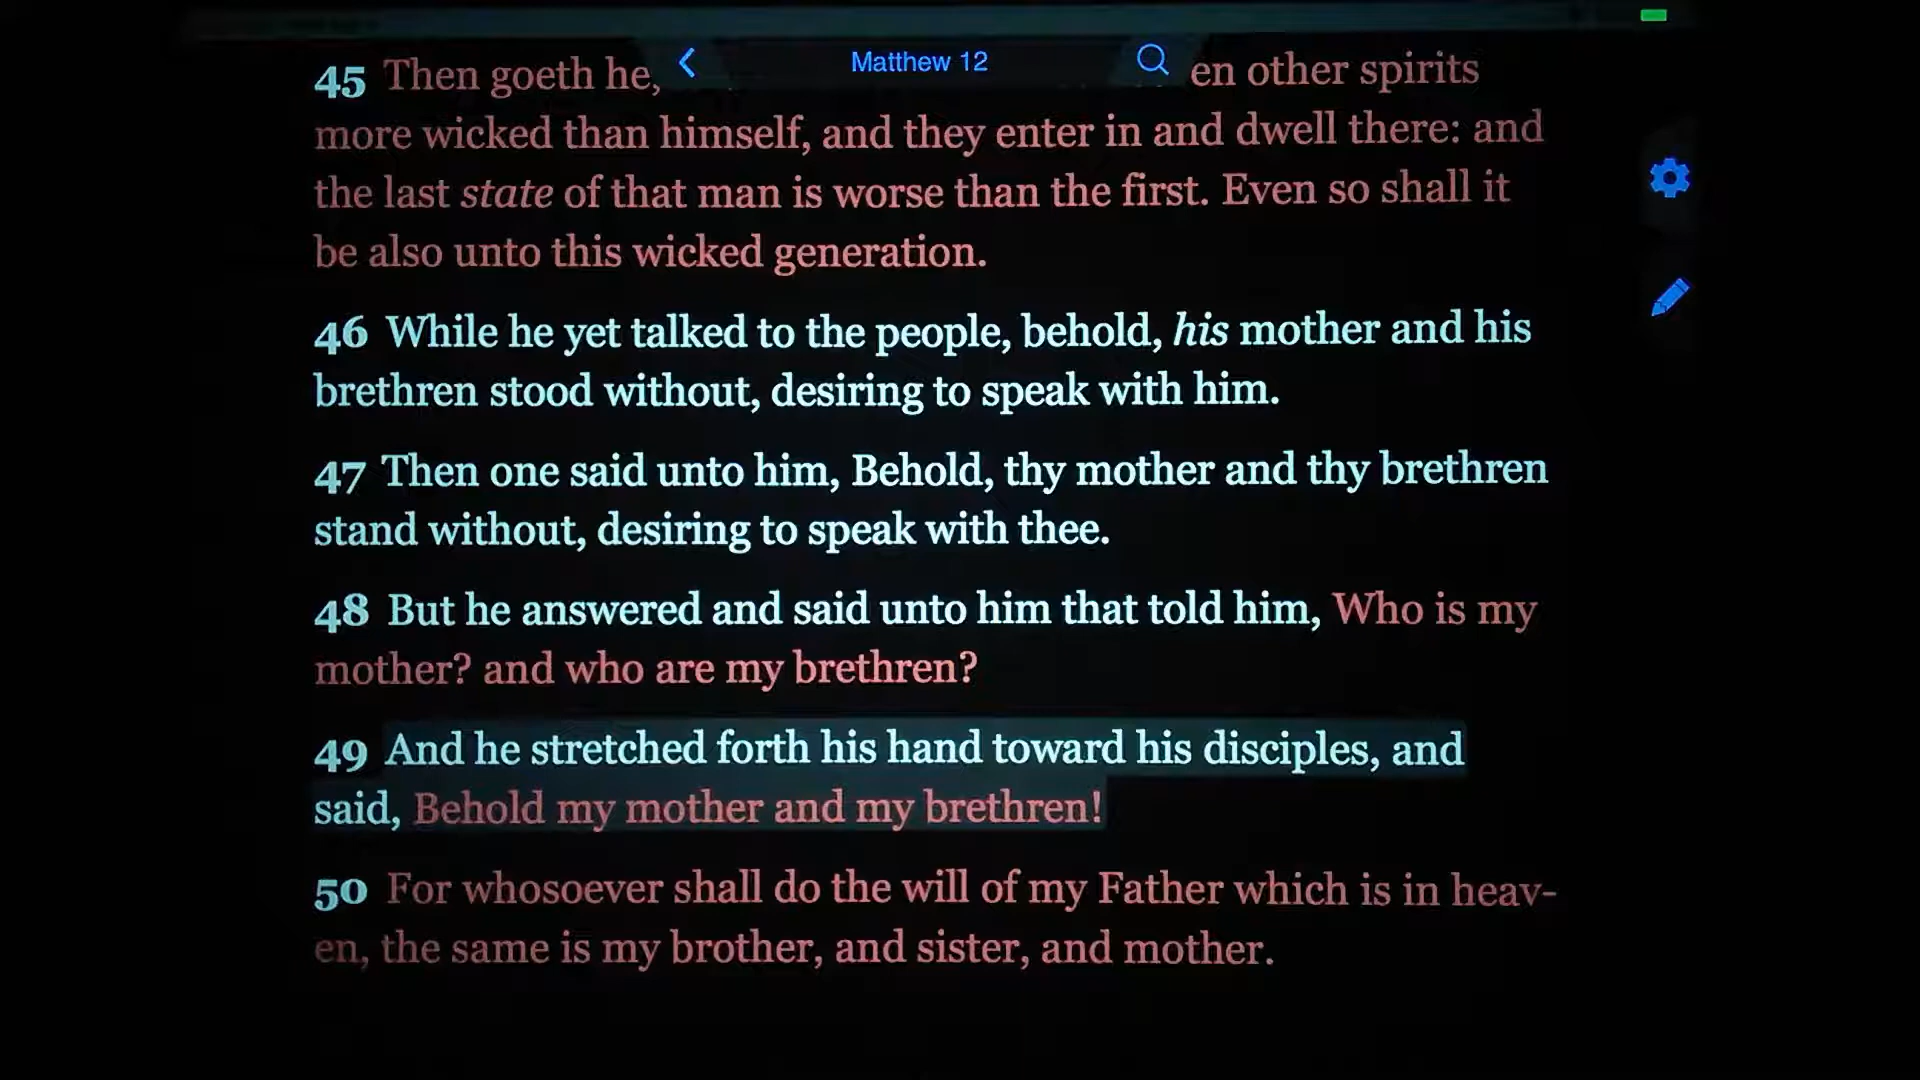 Matthew 12
45 Then goeth he, en other spirits
more wicked than himself, and they enter in and dwell there: and
the last state of that man is worse than the first. Even so shall it
be also unto this wicked generation.
46 While he yet talked to the people, behold, his mother and his
brethren stood without, desiring to speak with him.
47 Then one said unto him, Behold, thy mother and thy brethren
stand without, desiring to speak with thee.
48 But he answered and said unto him that told him, Who is my
mother? and who are my brethren?
49 And he stretched forth his hand toward his disciples, and
said, Behold my mother and my brethren!
50 For whosoever shall do the will of my Father which is in heav-
en, the same is my brother, and sister, and mother.